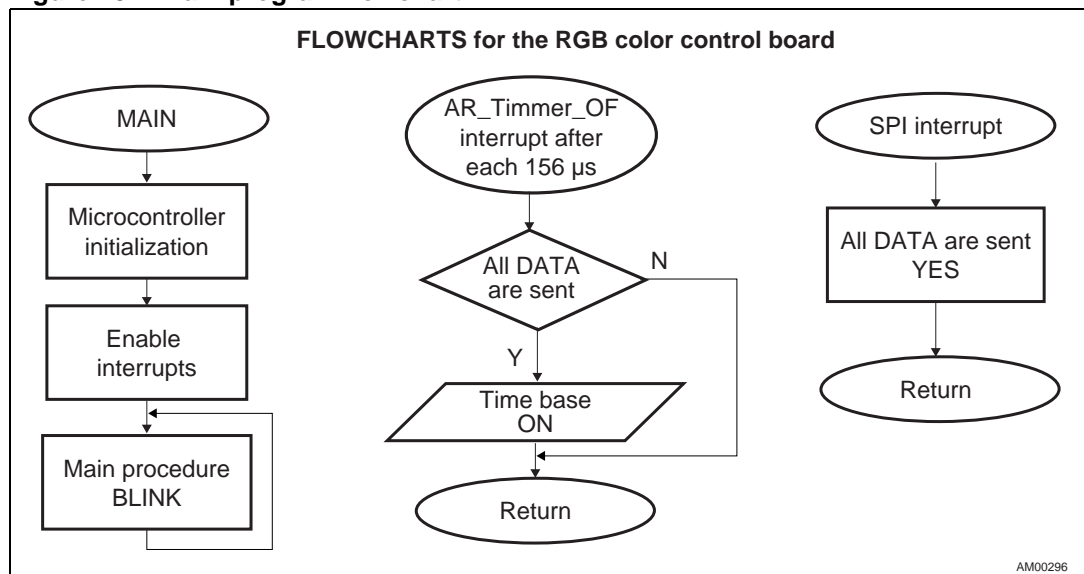 FLOWCHARTS for the RGB color control board
MAIN
Microcontroller
initialization
Enable
interrupts
Main procedure
BLINK
AR_Timmer_OF
interrupt after
each 156 µs
All DATA
are sent
N
Y
Time base
ON
Return
SPI interrupt
All DATA are sent
YES
Return
AM00296